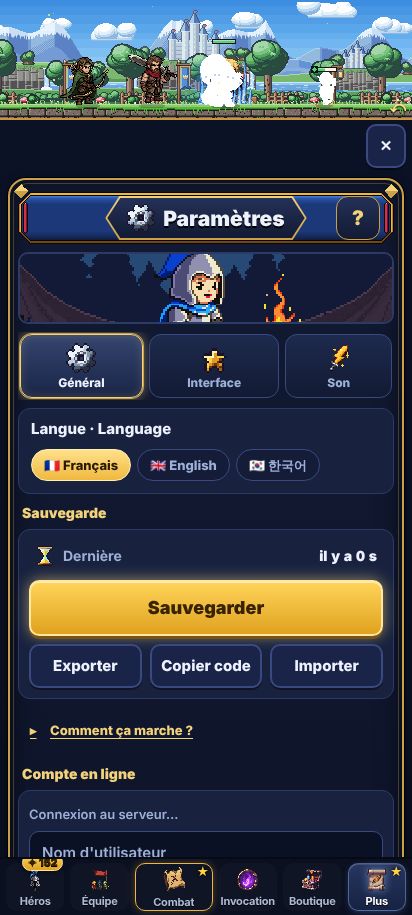 ×
Paramètres
?
Général
Interface
Son
Langue · Language
🇫🇷 Français
🇬🇧 English
🇰🇷 한국어
Sauvegarde
Dernière
il y a 0 s
Sauvegarder
Exporter
Copier code
Importer
► Comment ça marche ?
Compte en ligne
Connexion au serveur...
Nom d'utilisateur
Héros
Équipe
Combat
Invocation
Boutique
Plus